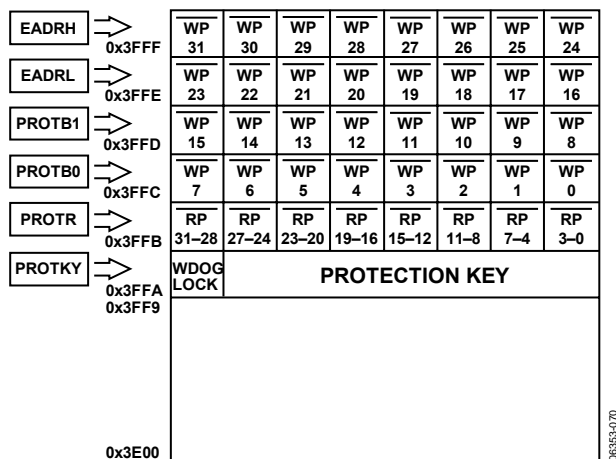 EADRH 0x3FFF WP 31 WP 30 WP 29 WP 28 WP 27 WP 26 WP 25 WP 24
EADRL 0x3FFE WP 23 WP 22 WP 21 WP 20 WP 19 WP 18 WP 17 WP 16
PROTB1 0x3FFD WP 15 WP 14 WP 13 WP 12 WP 11 WP 10 WP 9 WP 8
PROTB0 0x3FFC WP 7 WP 6 WP 5 WP 4 WP 3 WP 2 WP 1 WP 0
PROTR 0x3FFB RP 31–28 RP 27–24 RP 23–20 RP 19–16 RP 15–12 RP 11–8 RP 7–4 RP 3–0
PROTKY 0x3FFA WDOG LOCK PROTECTION KEY
0x3FF9
0x3E00